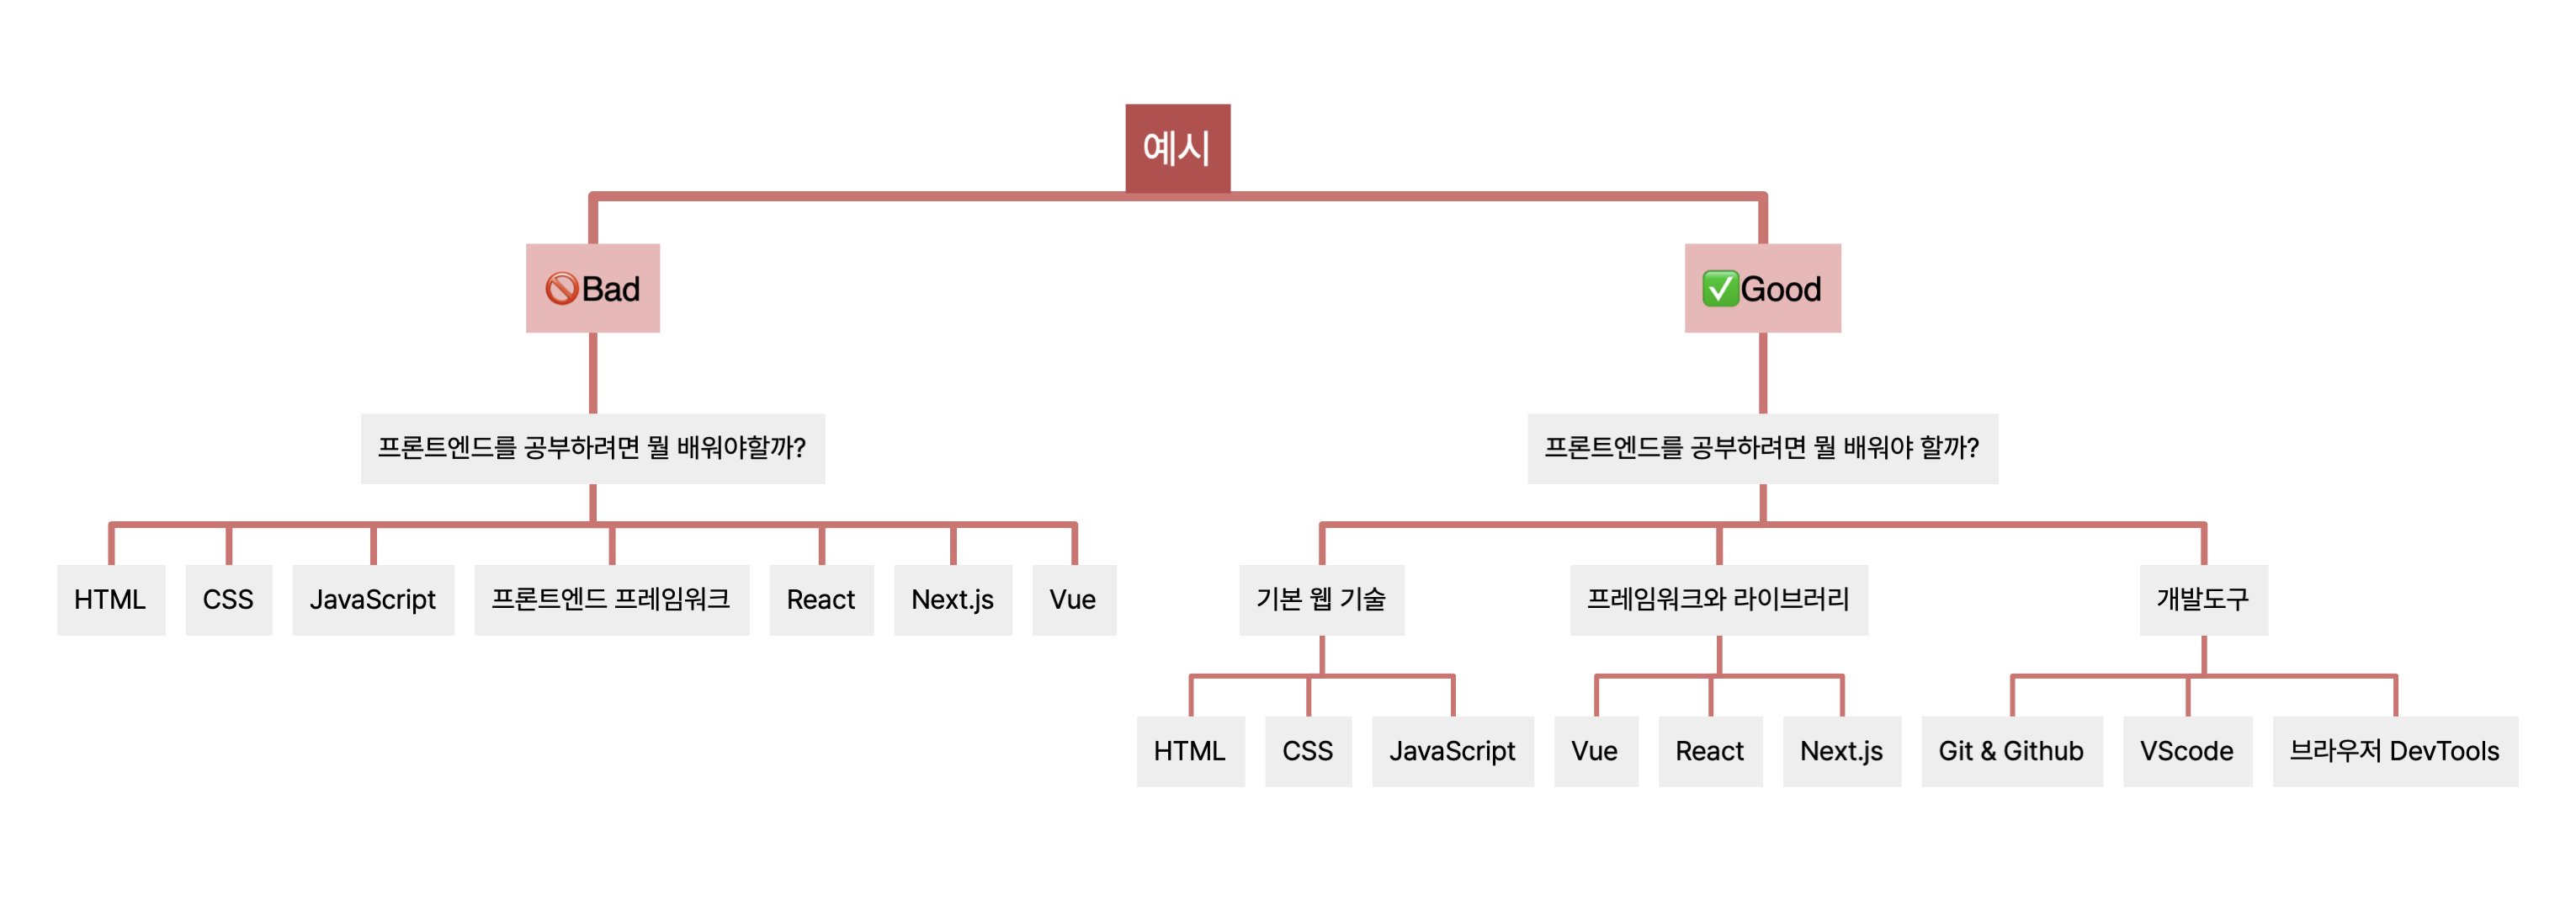 예시
🚫Bad
✅Good
프론트엔드를 공부하려면 뭘 배워야할까?
프론트엔드를 공부하려면 뭘 배워야 할까?
HTML
CSS
JavaScript
프론트엔드 프레임워크
React
Next.js
Vue
기본 웹 기술
프레임워크와 라이브러리
개발도구
HTML
CSS
JavaScript
Vue
React
Next.js
Git & Github
VScode
브라우저 DevTools